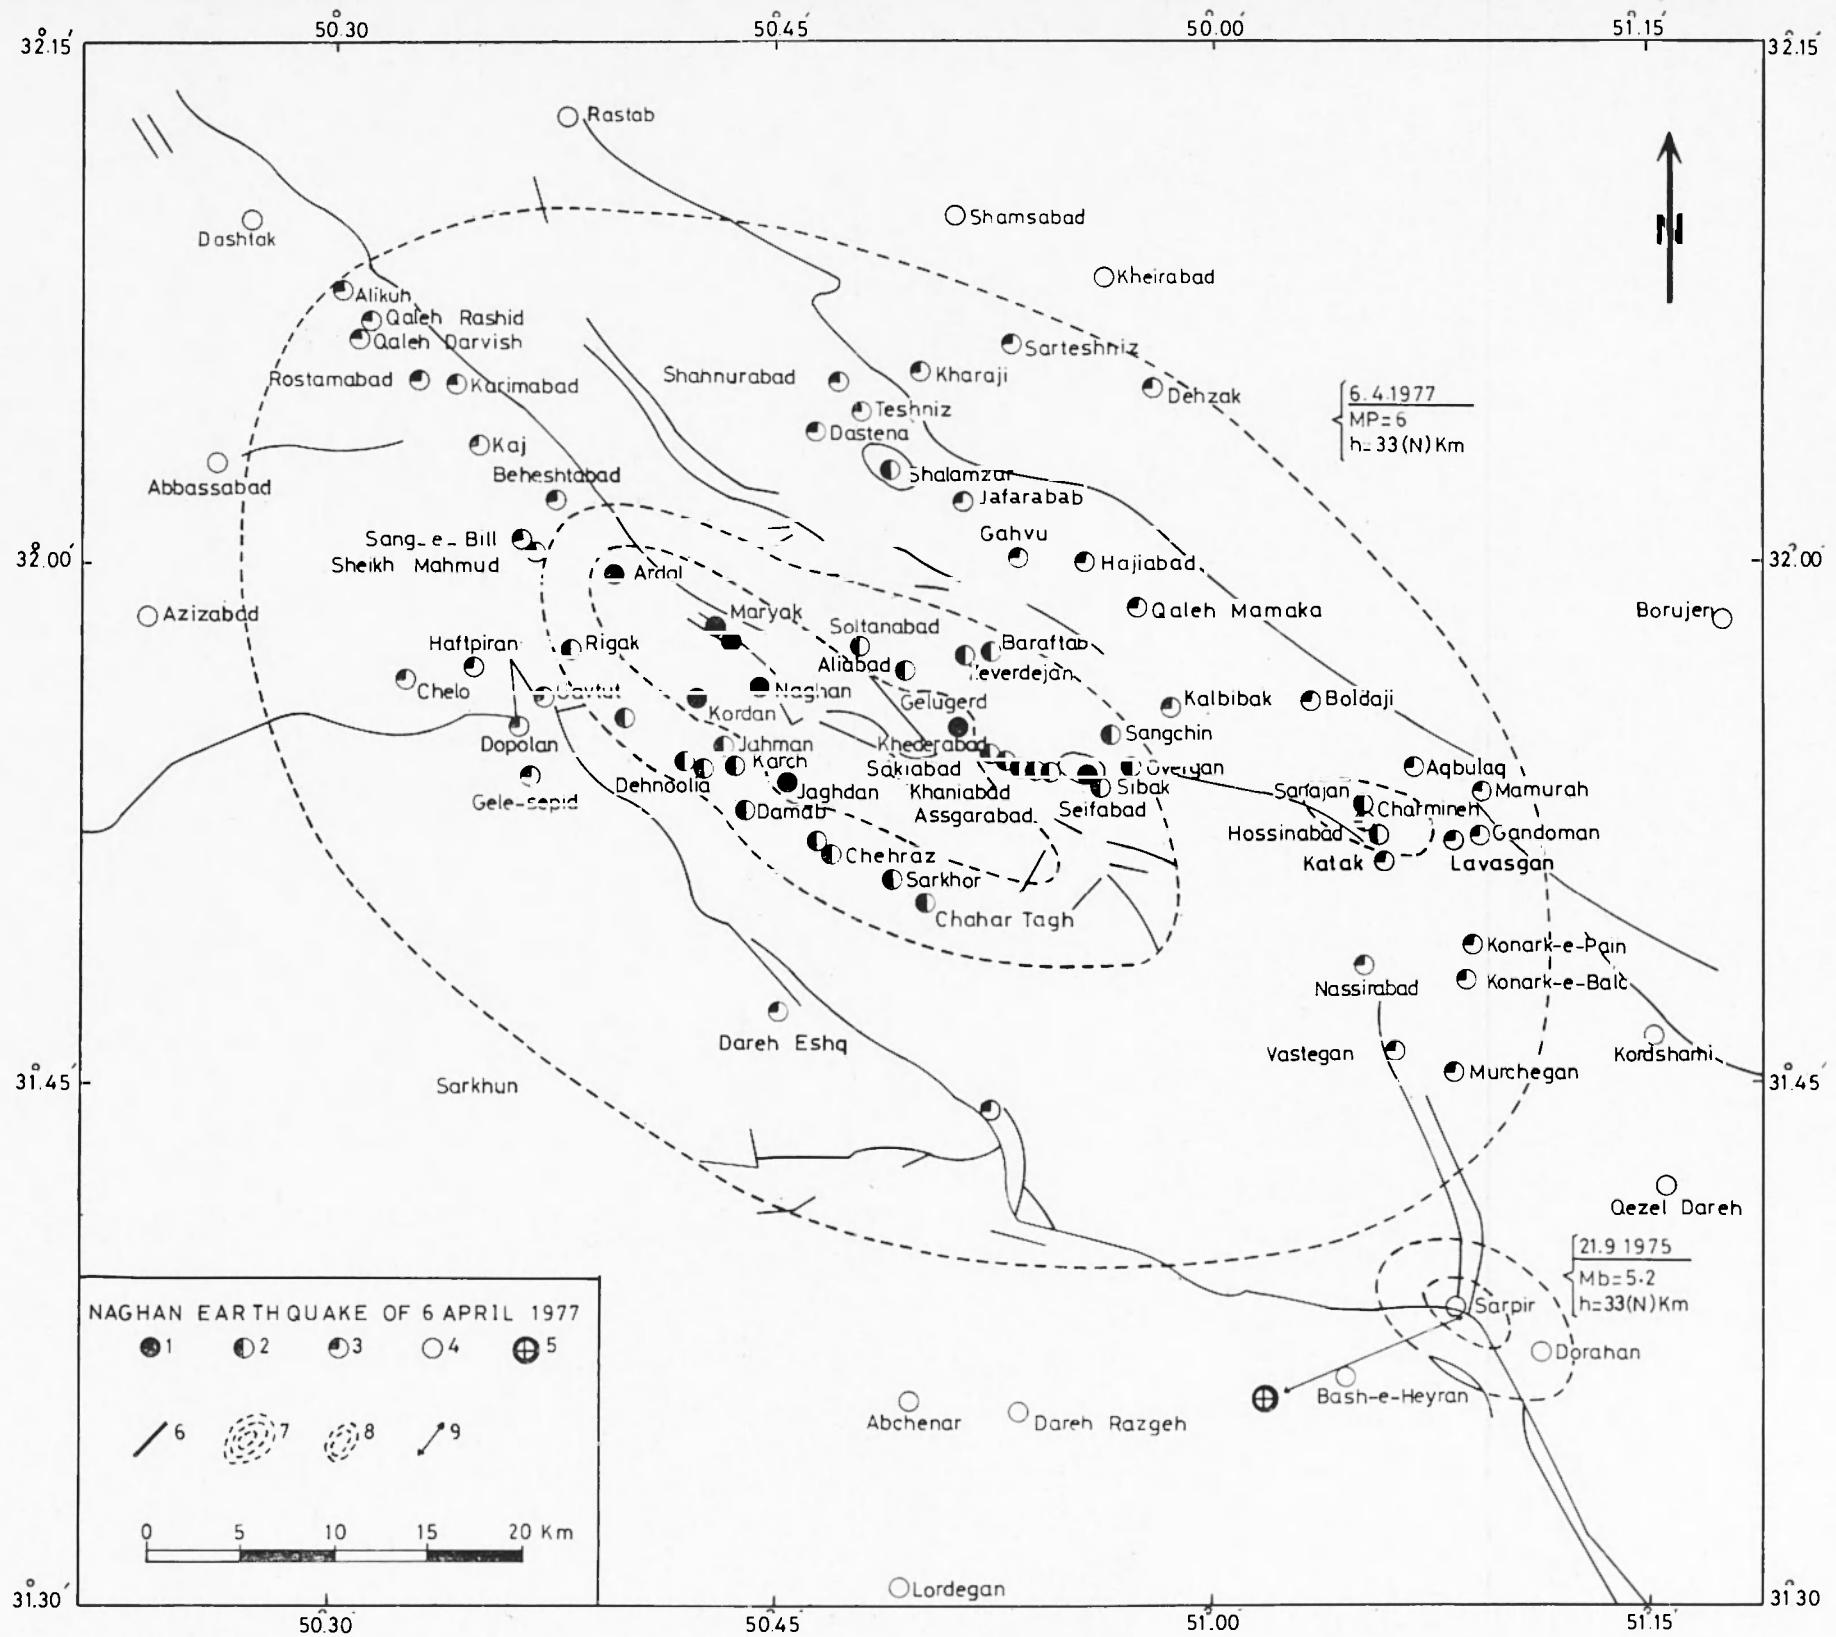 50°30′
50°45′
50°00′
51°15′
32°15′
32°15′
Rastab
Shamsabad
N
Dashtak
Kheirabad
Alikuh
Qaleh Rashid
Qaleh Darvish
Sarteshniz
Rostamabad
Karimabad
Shahnurabad
Kharaji
Dehzak
6.4.1977
MP=6
h=33(N)Km
Teshniz
Dastena
Kaj
Abbassabad
Beheshtabad
Shalamzar
Jafarabab
Sang-e-Bill
Gahvu
Sheikh Mahmud
32°00′
Ardal
Hajiabad
32°00′
Azizabad
Maryak
Qaleh Mamaka
Borujen
Haftpiran
Rigak
Soltanabad
Baraftab
Aliabad
Chelo
Naghan
Gelugerd
Kalbibak
Boldaji
Kordan
Dopolan
Jahman
Khederabad
Sangchin
Karch
Sakiabad
Aqbulaq
Gele-sepid
Dehnoolia
Jaghdan
Khaniabad
Sibak
Mamurah
Damab
Assgarabad
Seifabad
Charmineh
Hossinabad
Gandoman
Chehraz
Katak
Lavasgan
Sarkhor
Chahar Tagh
Konark-e-Pain
Nassirabad
Konark-e-Balc
Dareh Eshq
Vastegan
Kordshami
31°45′
Sarkhun
Murchegan
31°45′
Qezel Dareh
21.9 1975
Mb=5.2
h=33(N)Km
NAGHAN EARTHQUAKE OF 6 APRIL 1977
Sarpir
1 2 3 4 5
Dorahan
Bash-e-Heyran
Abchenar
Dareh Razgeh
6 7 8 9
0 5 10 15 20 Km
Lordegan
31°30′
31°30
50°30′
50°45′
51°00′
51°15′